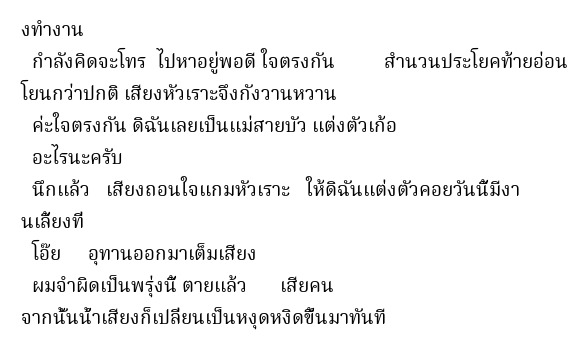 งทำงาน
กำลังคิดจะโทร ไปหาอยู่พอดี ใจตรงกัน สำนวนประโยคท้ายอ่อน
โยนกว่าปกติ เสียงหัวเราะจึงกังวานหวาน
ค่ะใจตรงกัน ดิฉันเลยเป็นแม่สายบัว แต่งตัวเก้อ
อะไรนะครับ
นึกแล้ว เสียงถอนใจแกมหัวเราะ ให้ดิฉันแต่งตัวคอยวันนี้มีงา
นเลี้ยงที่
โอ๊ย อุทานออกมาเต็มเสียง
ผมจำผิดเป็นพรุ่งนี้ ตายแล้ว เสียคน
จากนั้นน้ำเสียงก็เปลี่ยนเป็นหงุดหงิดขึ้นมาทันที